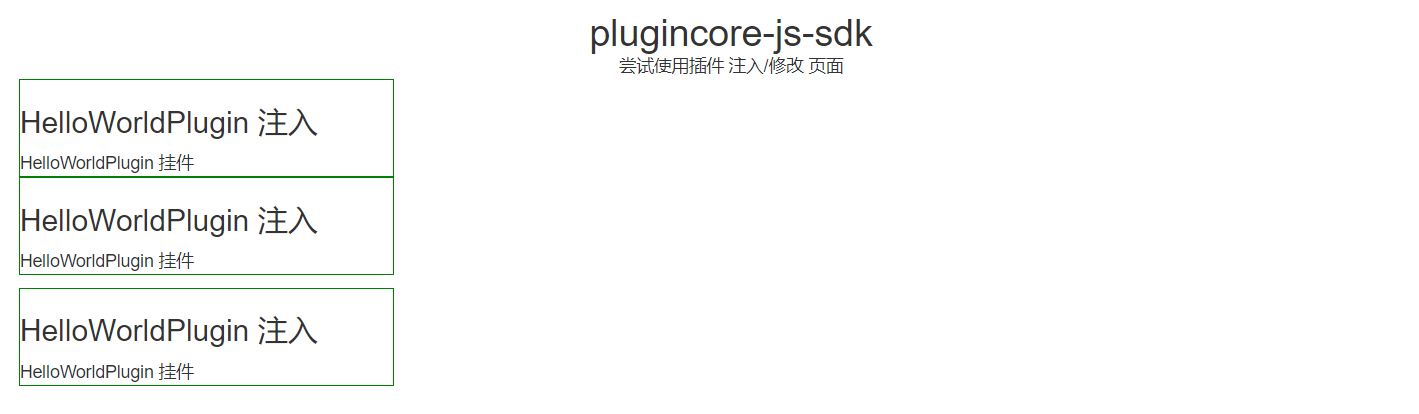 plugincore-js-sdk
尝试使用插件 注入/修改 页面
HelloWorldPlugin 注入
HelloWorldPlugin 挂件
HelloWorldPlugin 注入
HelloWorldPlugin 挂件
HelloWorldPlugin 注入
HelloWorldPlugin 挂件